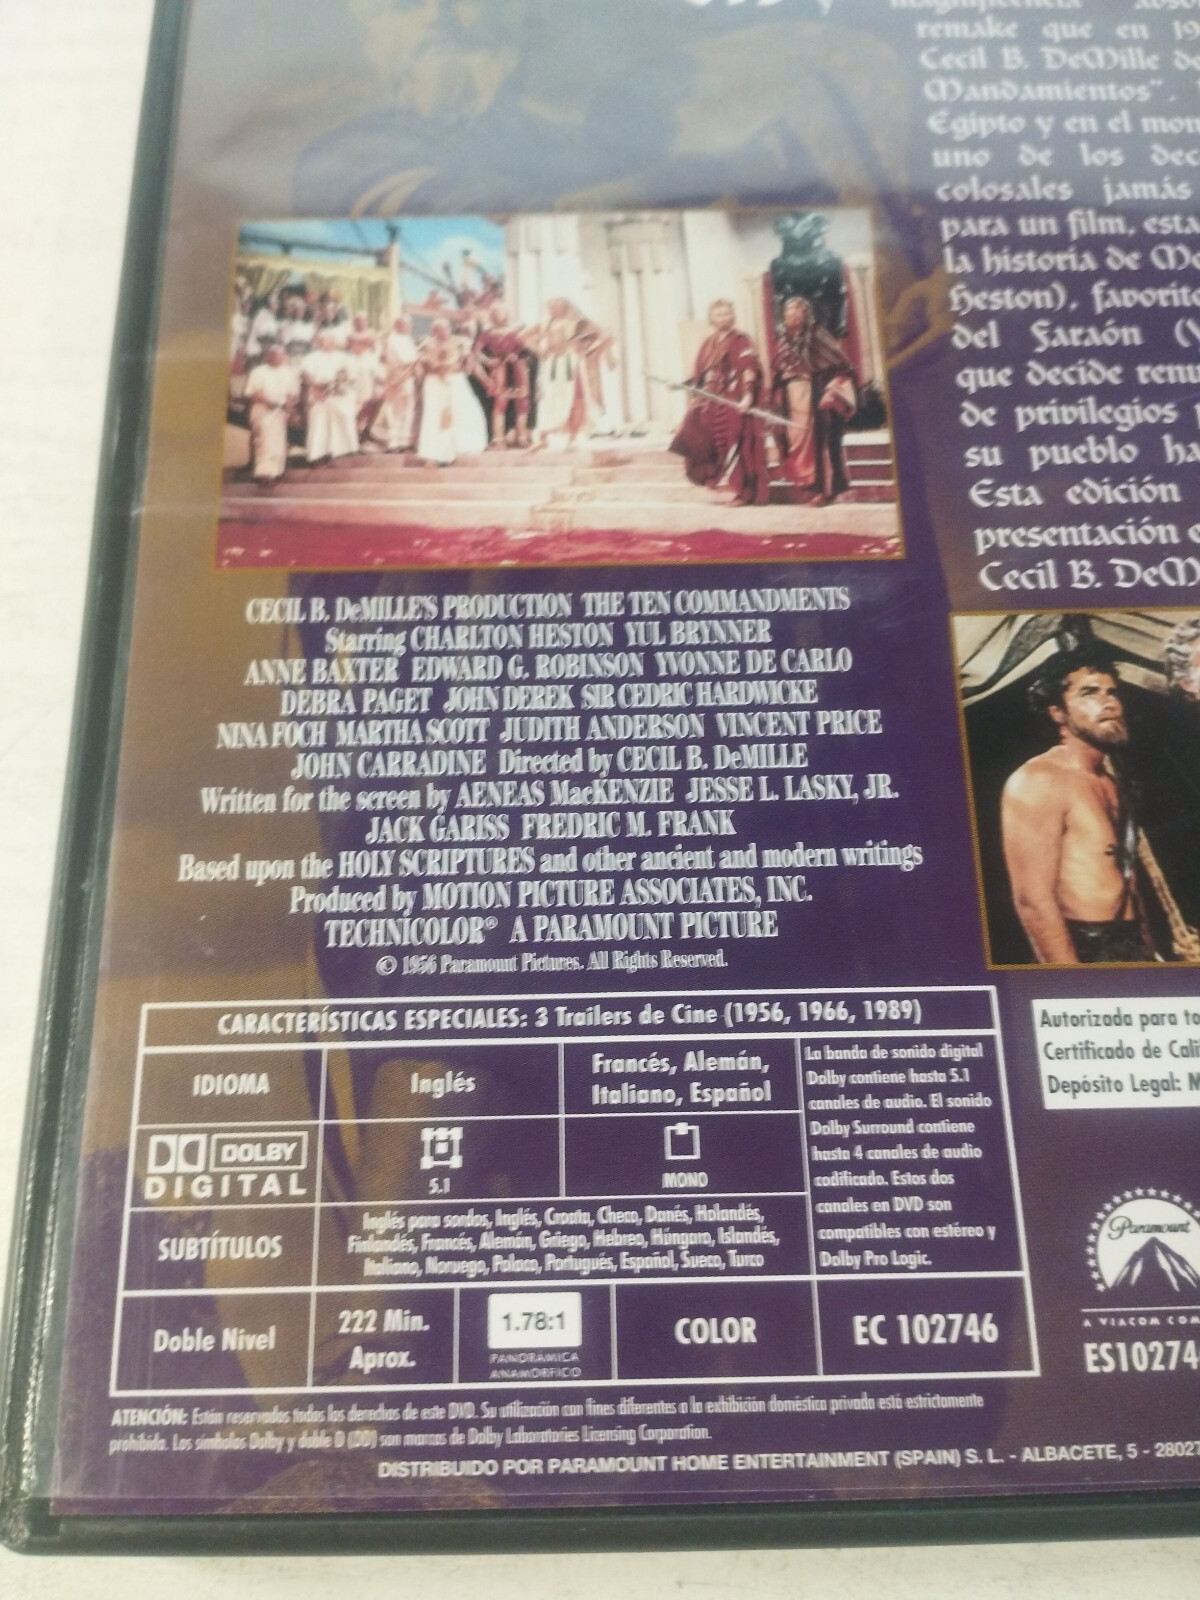 magnificencia
remake que en 19
Cecil B. DeMille de
Mandamientos".
Egipto y en el mon
uno de los dec
colosales jamás
para un film, esta
la historia de Mo
Heston), favorito
del Faraón (Y
que decide renu
de privilegios
su pueblo ha
Esta edición
presentación
Cecil B. DeM
CECIL B. DeMILLE'S PRODUCTION THE TEN COMMANDMENTS
Starring CHARLTON HESTON YUL BRYNNER
ANNE BAXTER EDWARD G. ROBINSON YVONNE DE CARLO
DEBRA PAGET JOHN DEREK SIR CEDRIC HARDWICKE
NINA FOCH MARTHA SCOTT JUDITH ANDERSON VINCENT PRICE
JOHN CARRADINE Directed by CECIL B. DeMILLE
Written for the screen by AENEAS MacKENZIE JESSE L. LASKY, JR.
JACK GARISS FREDRIC M. FRANK
Based upon the HOLY SCRIPTURES and other ancient and modern writings
Produced by MOTION PICTURE ASSOCIATES, INC.
TECHNICOLOR® A PARAMOUNT PICTURE
© 1956 Paramount Pictures. All Rights Reserved.
CARACTERÍSTICAS ESPECIALES: 3 Trailers de Cine (1956, 1966, 1989)
IDIOMA
Inglés
Francés, Alemán,
Italiano, Español
DOLBY
DIGITAL
5.1
MONO
La banda de sonido digital
Dolby contiene hasta 5.1
canales de audio. El sonido
Dolby Surround contiene
hasta 4 canales de audio
codificado. Estos dos
canales en DVD son
compatibles con estéreo y
Dolby Pro Logic.
SUBTÍTULOS
Inglés para sordos, Inglés, Croata, Checo, Danés, Holandés,
Finlandés, Francés, Alemán, Griego, Hebreo, Húngaro, Islandés,
Italiano, Noruego, Polaco, Portugués, Español, Sueco, Turco
Doble Nivel
222 Min.
Aprox.
1.78:1
PANORÁMICA
ANAMÓRFICO
COLOR
EC 102746
Autorizada para to
Certificado de Cali
Depósito Legal: M
Paramount
A VIACOM COM
ES10274
ATENCIÓN: Están reservados todos los derechos de este DVD. Su utilización con fines diferentes a la exhibición doméstica privada está estrictamente
prohibida. Los símbolos Dolby y doble D (DD) son marcas de Dolby Laboratories Licensing Corporation.
DISTRIBUIDO POR PARAMOUNT HOME ENTERTAINMENT (SPAIN) S. L. - ALBACETE, 5 - 28027